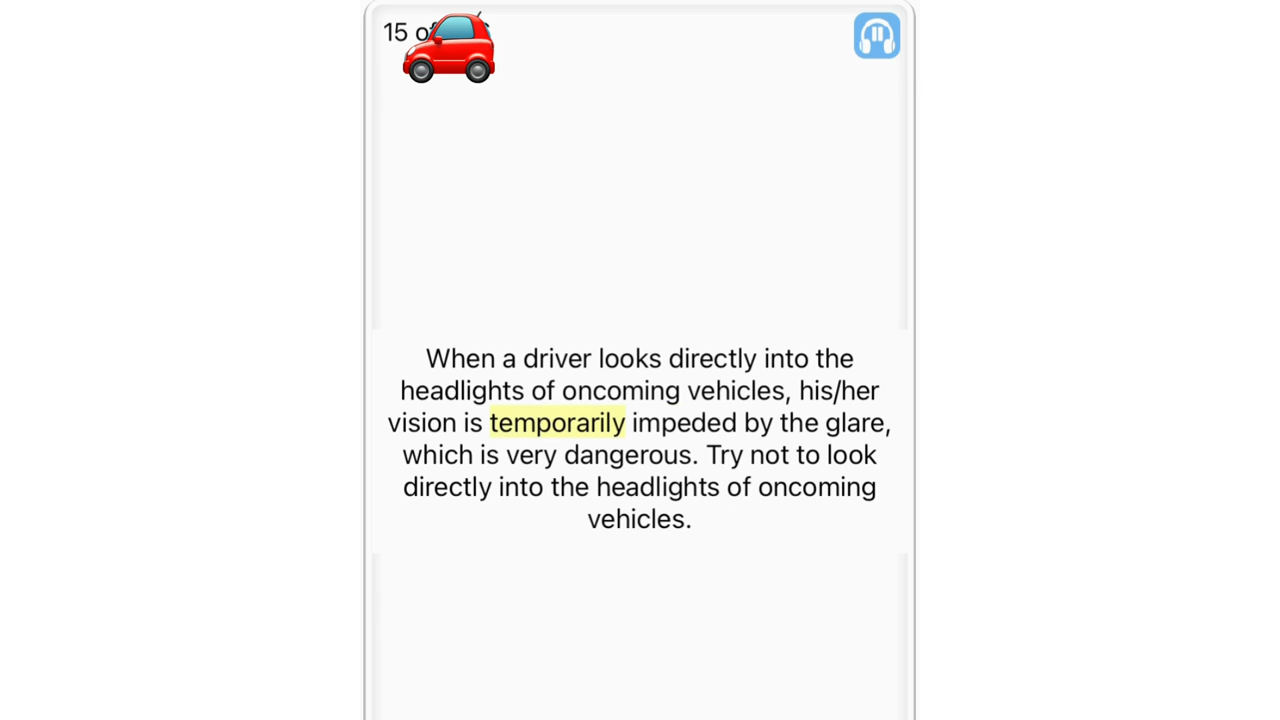 15 of
When a driver looks directly into the
headlights of oncoming vehicles, his/her
vision is temporarily impeded by the glare,
which is very dangerous. Try not to look
directly into the headlights of oncoming
vehicles.